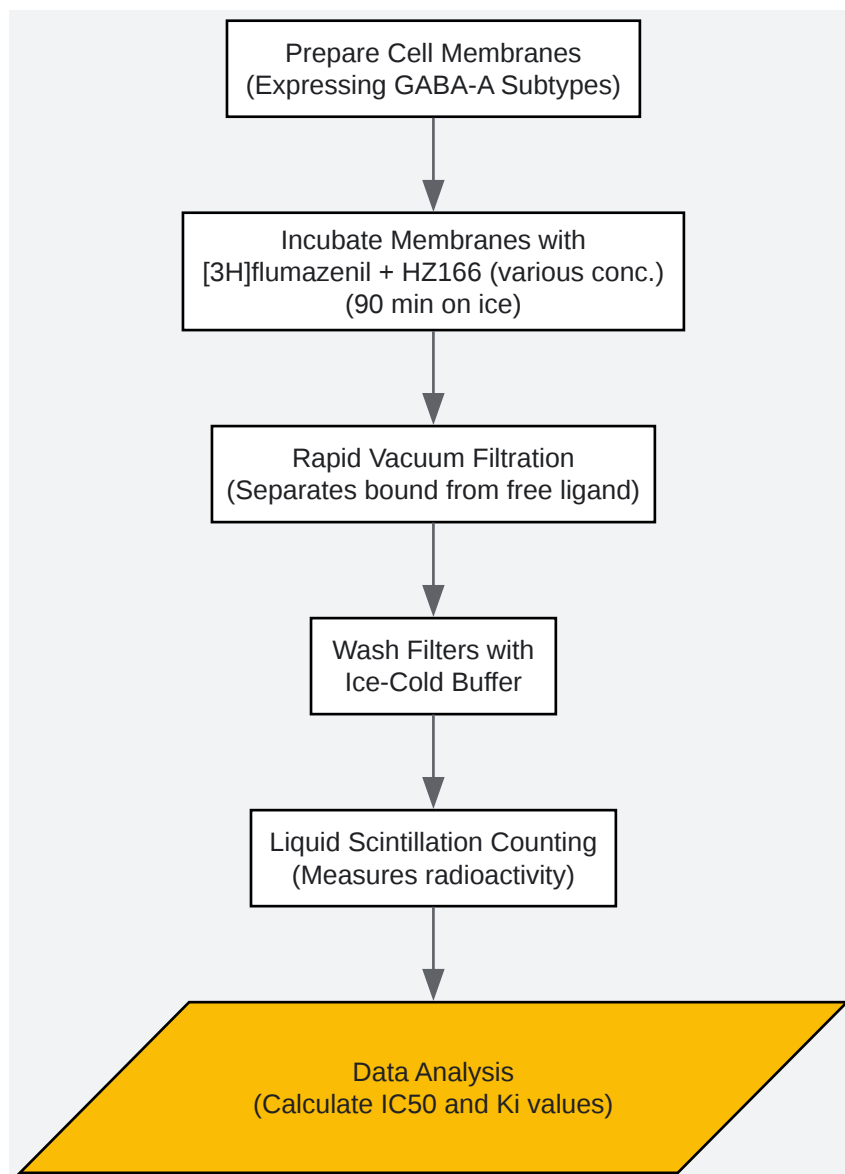 Prepare Cell Membranes
(Expressing GABA-A Subtypes)
Incubate Membranes with
[3H]flumazenil + HZ166 (various conc.)
(90 min on ice)
Rapid Vacuum Filtration
(Separates bound from free ligand)
Wash Filters with
Ice-Cold Buffer
Liquid Scintillation Counting
(Measures radioactivity)
Data Analysis
(Calculate IC50 and Ki values)